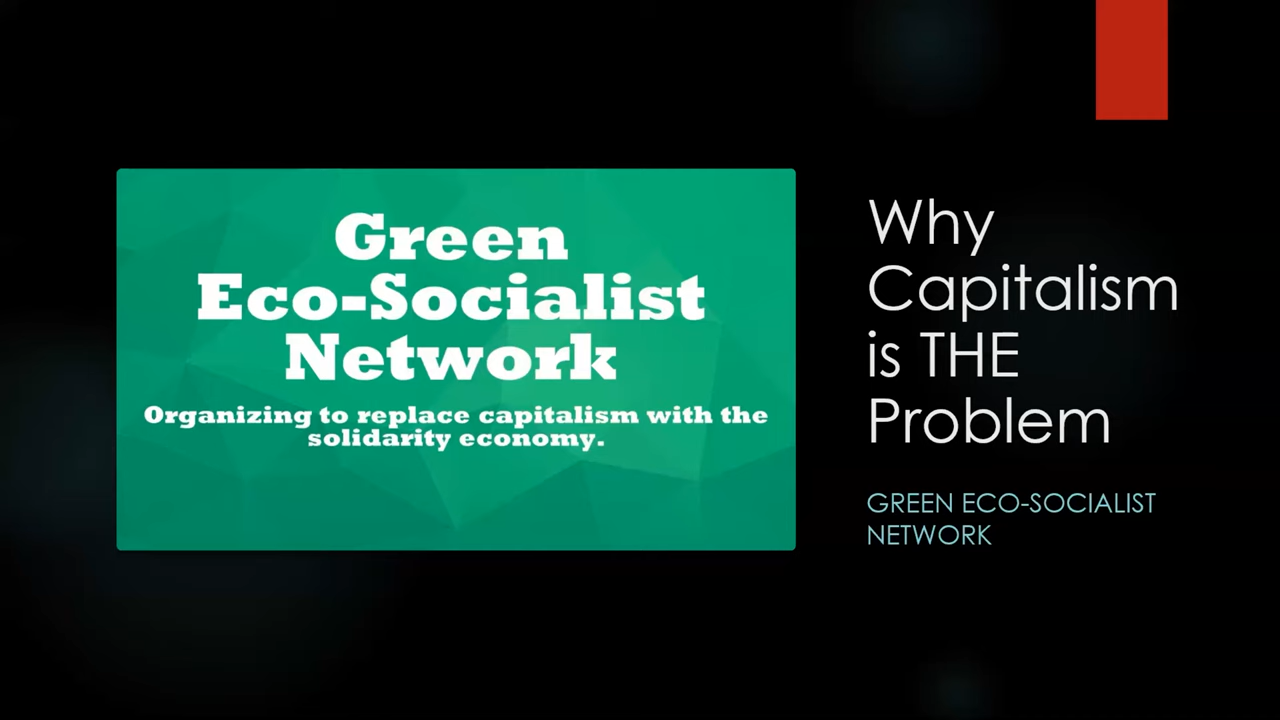 Green
Eco-Socialist
Network
Organizing to replace capitalism with the
solidarity economy.
Why
Capitalism
is THE
Problem
GREEN ECO-SOCIALIST
NETWORK